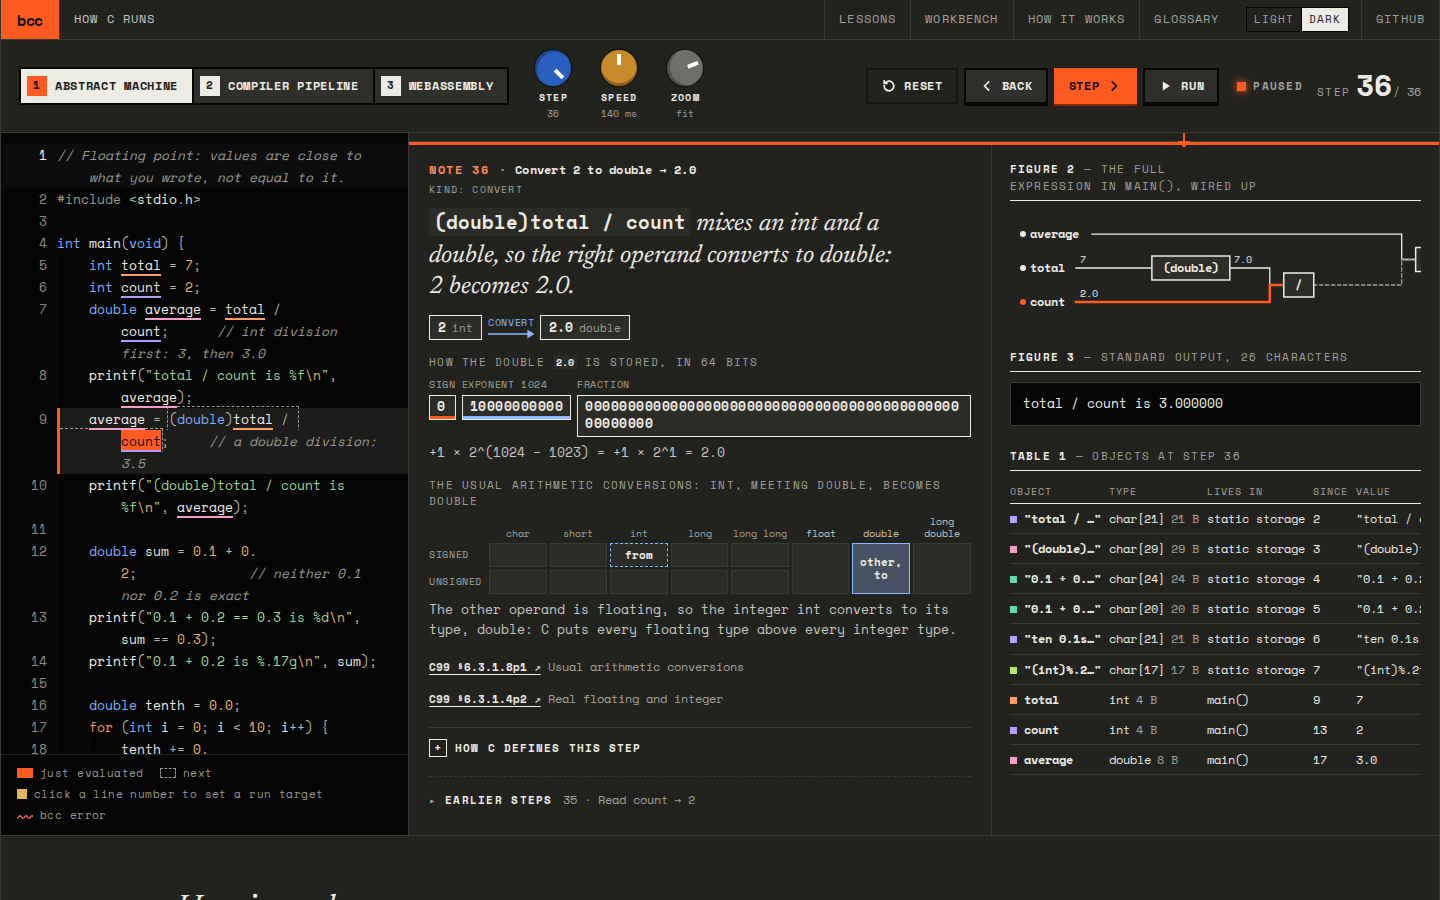 bcc HOW C RUNS LESSONS WORKBENCH HOW IT WORKS GLOSSARY LIGHT DARK GITHUB
1 ABSTRACT MACHINE 2 COMPILER PIPELINE 3 WEBASSEMBLY
STEP SPEED ZOOM
36 140 ms fit
RESET BACK STEP RUN PAUSED STEP 36 / 36
1 // Floating point: values are close to
what you wrote, not equal to it.
2 #include <stdio.h>
3
4 int main(void) {
5 int total = 7;
6 int count = 2;
7 double average = total /
count; // int division
first: 3, then 3.0
8 printf("total / count is %f\n",
average);
9 average = (double)total /
count; // a double division:
3.5
10 printf("(double)total / count is
%f\n", average);
11
12 double sum = 0.1 + 0.
2; // neither 0.1
nor 0.2 is exact
13 printf("0.1 + 0.2 == 0.3 is %d\n",
sum == 0.3);
14 printf("0.1 + 0.2 is %.17g\n", sum);
15
16 double tenth = 0.0;
17 for (int i = 0; i < 10; i++) {
18 tenth += 0.
just evaluated next
click a line number to set a run target
bcc error
NOTE 36 · Convert 2 to double → 2.0
KIND: CONVERT
(double)total / count mixes an int and a
double, so the right operand converts to double:
2 becomes 2.0.
2 int CONVERT 2.0 double
HOW THE DOUBLE 2.0 IS STORED, IN 64 BITS
SIGN EXPONENT 1024 FRACTION
0 10000000000 00000000000000000000000000000000000000000000
00000000
+1 × 2^(1024 − 1023) = +1 × 2^1 = 2.0
THE USUAL ARITHMETIC CONVERSIONS: INT, MEETING DOUBLE, BECOMES
DOUBLE
char short int long long long float double long double
SIGNED from other, to
UNSIGNED
The other operand is floating, so the integer int converts to its
type, double: C puts every floating type above every integer type.
C99 §6.3.1.8p1 ↗ Usual arithmetic conversions
C99 §6.3.1.4p2 ↗ Real floating and integer
+ HOW C DEFINES THIS STEP
▸ EARLIER STEPS 35 · Read count → 2
FIGURE 2 — THE FULL
EXPRESSION IN MAIN(), WIRED UP
average
total 7 (double) 7.0
/
count 2.0
FIGURE 3 — STANDARD OUTPUT, 26 CHARACTERS
total / count is 3.000000
TABLE 1 — OBJECTS AT STEP 36
OBJECT TYPE LIVES IN SINCE VALUE
"total / …" char[21] 21 B static storage 2 "total /
"(double)…" char[29] 29 B static storage 3 "(double)
"0.1 + 0.…" char[24] 24 B static storage 4 "0.1 + 0.
"0.1 + 0.…" char[20] 20 B static storage 5 "0.1 + 0.
"ten 0.1s…" char[21] 21 B static storage 6 "ten 0.1s
"(int)%.2…" char[17] 17 B static storage 7 "(int)%.2
total int 4 B main() 9 7
count int 4 B main() 13 2
average double 8 B main() 17 3.0